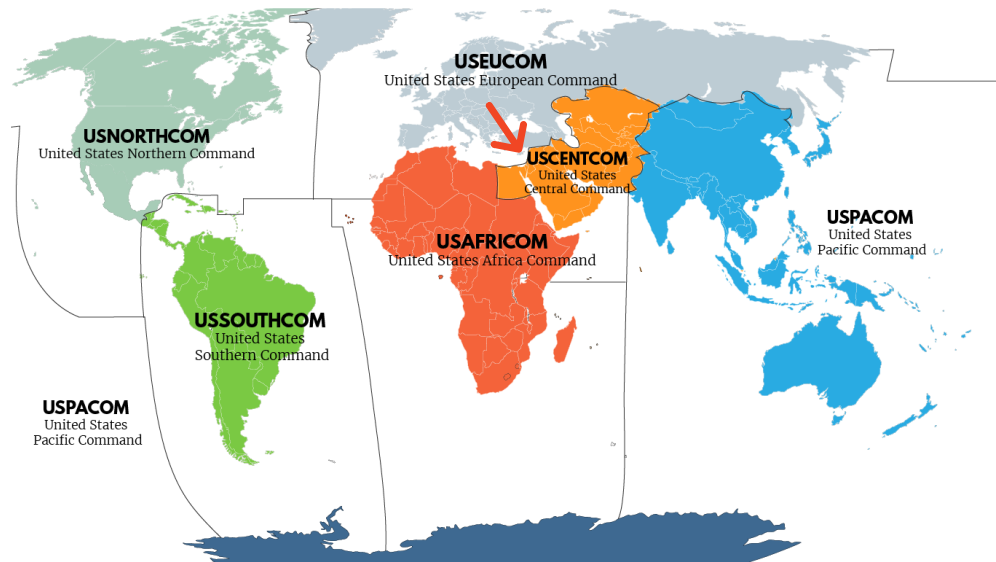 USEUCOM
United States European Command
USNORTHCOM
United States Northern Command
USCENTCOM
United States
Central Command
USPACOM
United States
Pacific Command
USAFRICOM
United States Africa Command
USSOUTHCOM
United States
Southern Command
USPACOM
United States
Pacific Command